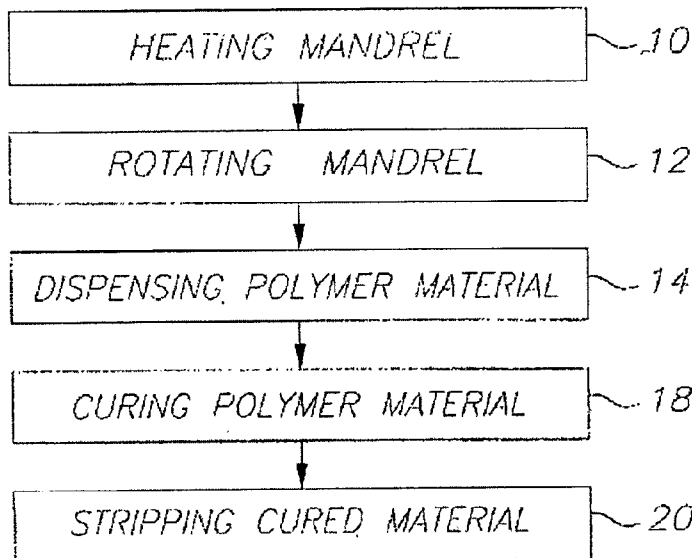 HEATING MANDREL 10
ROTATING MANDREL 12
DISPENSING POLYMER MATERIAL 14
CURING POLYMER MATERIAL 18
STRIPPING CURED MATERIAL 20